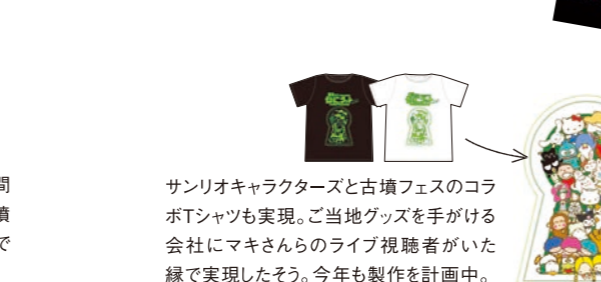 間
墳
で
サンリオキャラクターズと古墳フェスのコラ
ボTシャツも実現。ご当地グッズを手がける
会社にマキさんらのライブ視聴者がいた
縁で実現したそう。今年も製作を計画中。